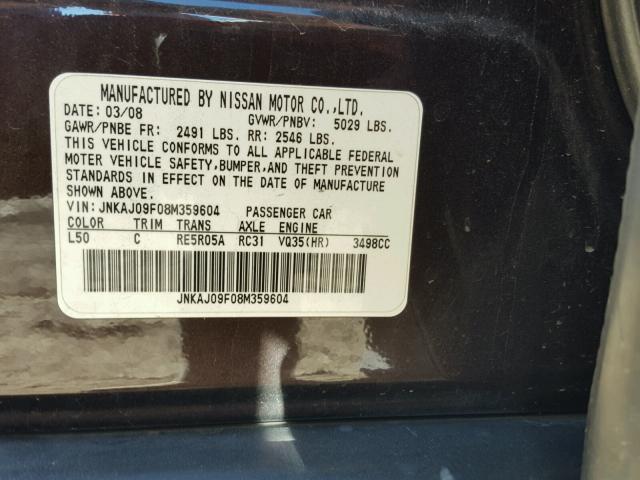 MANUFACTURED BY NISSAN MOTOR CO.,LTD.
DATE: 03/08 GVWR/PNBV: 5029 LBS.
GAWR/PNBE FR: 2491 LBS. RR: 2546 LBS.
THIS VEHICLE CONFORMS TO ALL APPLICABLE FEDERAL
MOTER VEHICLE SAFETY,BUMPER,AND THEFT PREVENTION
STANDARDS IN EFFECT ON THE DATE OF MANUFACTURE
SHOWN ABOVE.
VIN: JNKAJ09F08M359604 PASSENGER CAR
COLOR TRIM TRANS AXLE ENGINE
L50 C RE5R05A RC31 VQ35(HR) 3498CC
JNKAJ09F08M359604